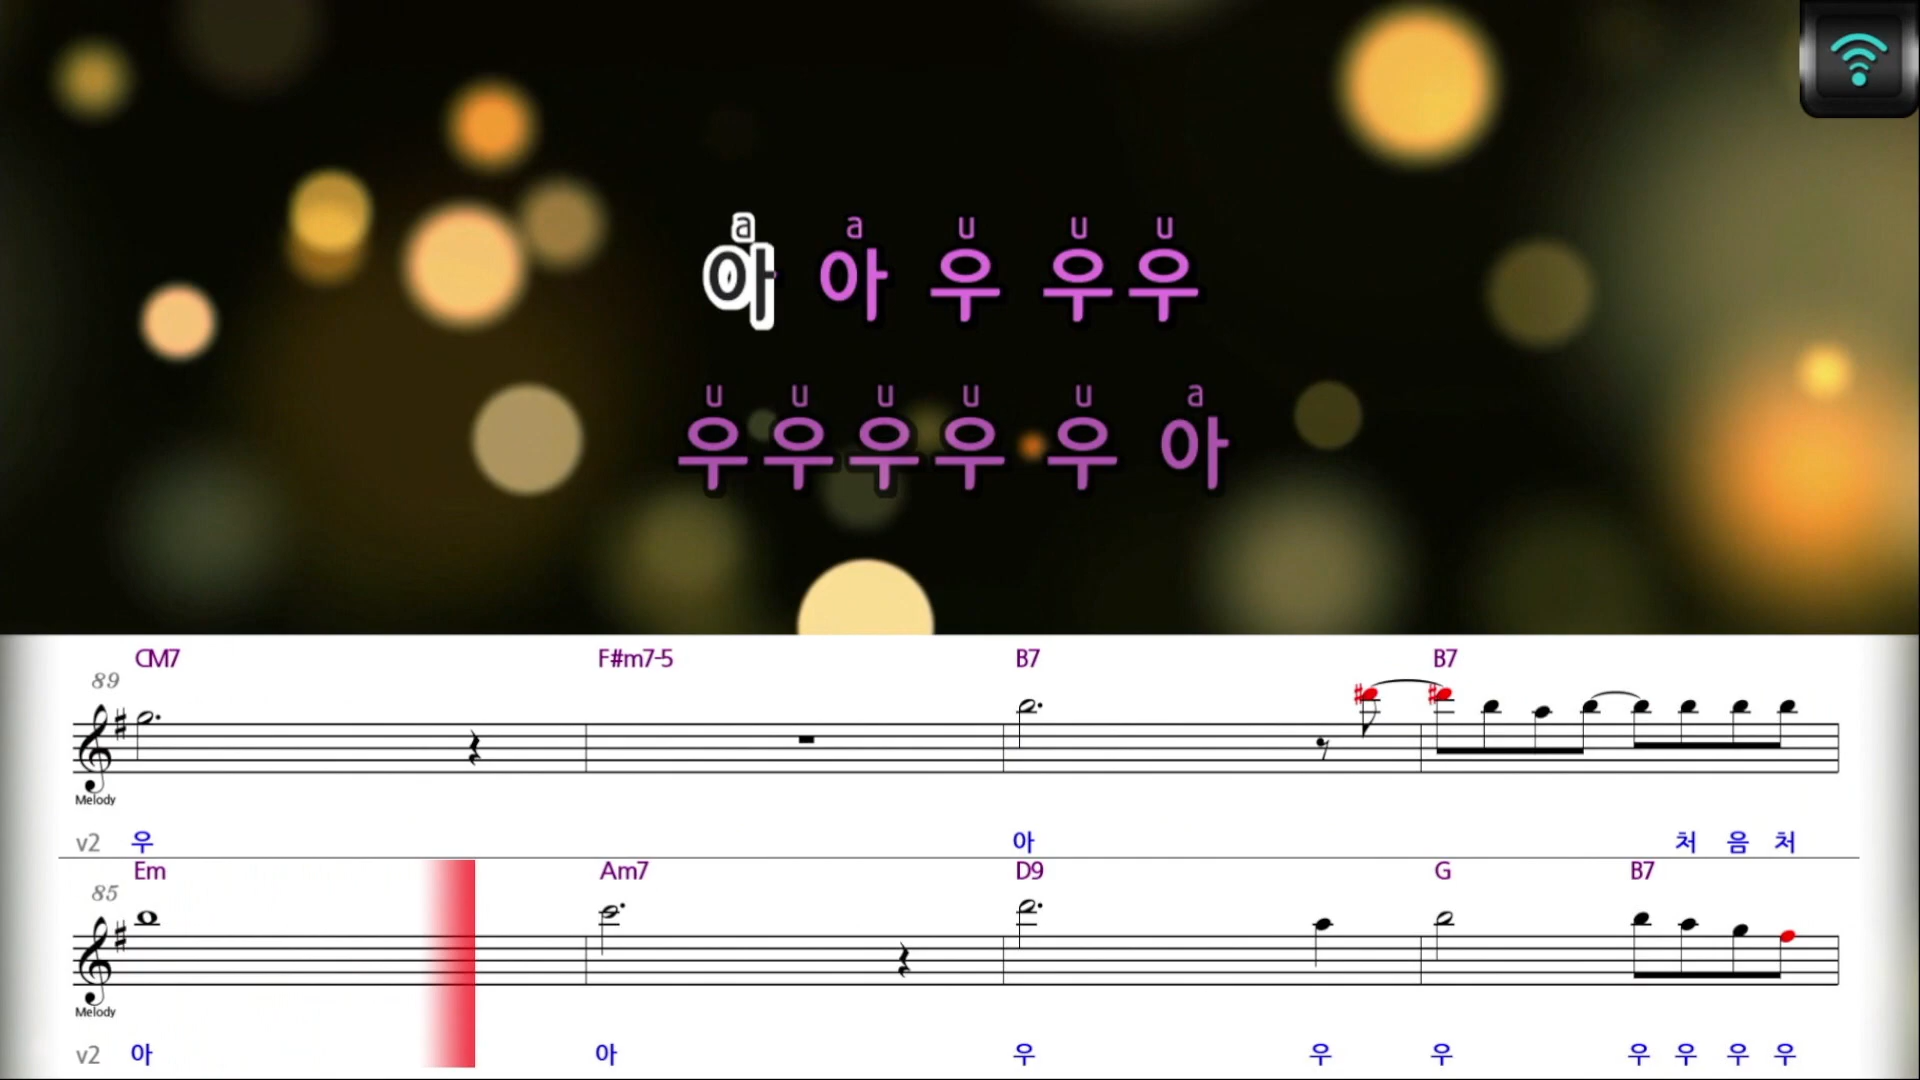 a a u u u
아 아 우 우우
u u u u u a
우우우우 우 아
CM7 F#m7-5 B7 B7
89
Melody
v2 우 아 처 음 처
Em Am7 D9 G B7
85
Melody
v2 아 아 우 우 우 우 우 우 우